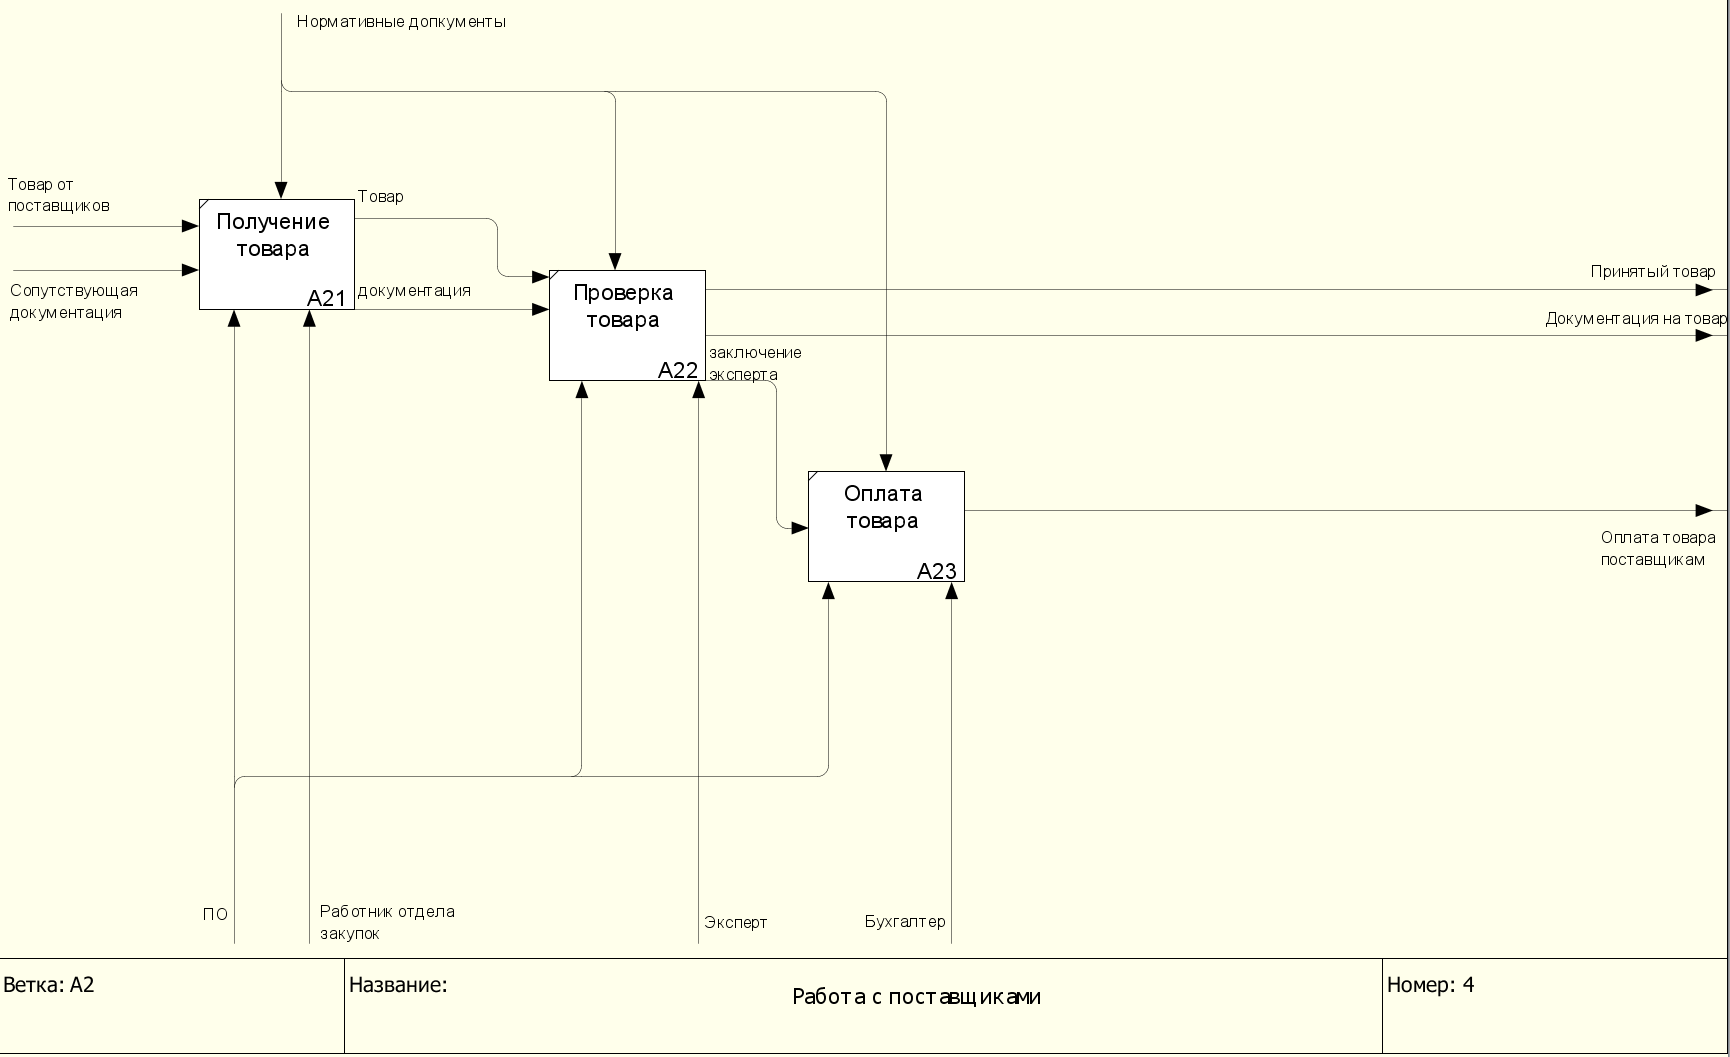 Нормативные допкументы
Товар от
поставщиков
Получение
товара
A21
Товар
Сопутствующая
документация
документация
Проверка
товара
A22
Принятый товар
Документация на товар
заключение
эксперта
Оплата
товара
A23
Оплата товара
поставщикам
ПО
Работник отдела
закупок
Эксперт
Бухгалтер
Ветка: A2
Название:
Работа с поставщиками
Номер: 4